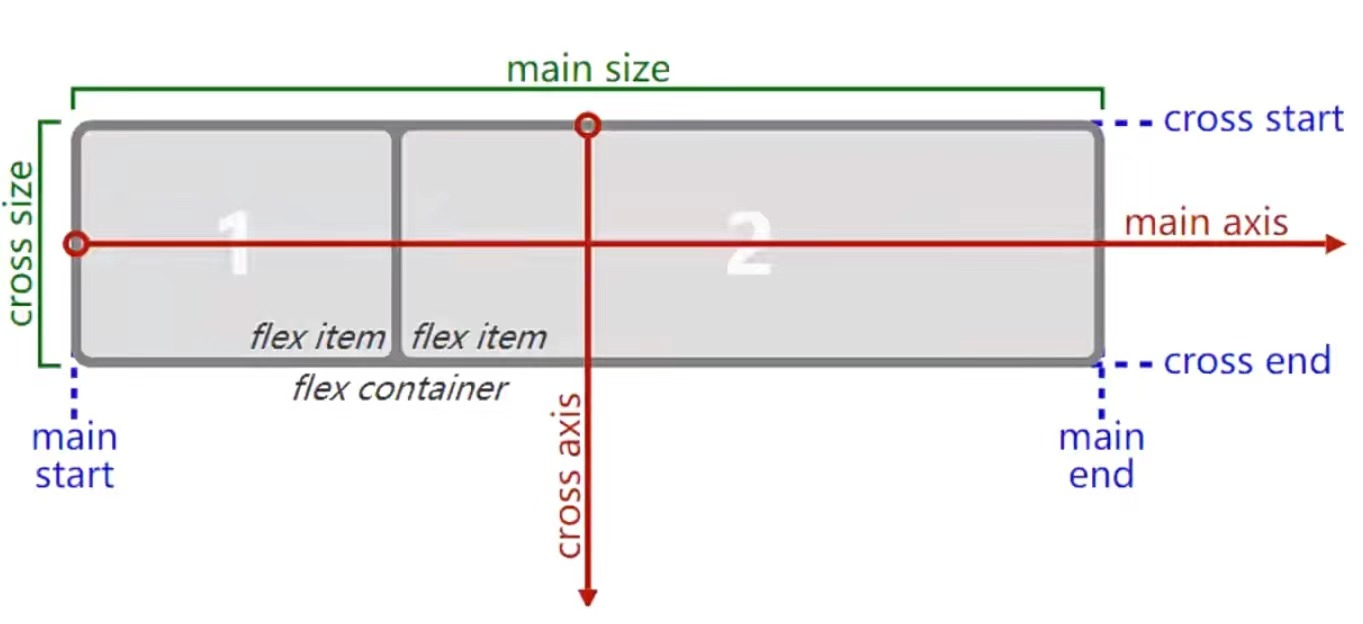 main size
cross start
cross size
main axis
1
2
flex item
flex item
cross end
flex container
cross axis
main
start
main
end